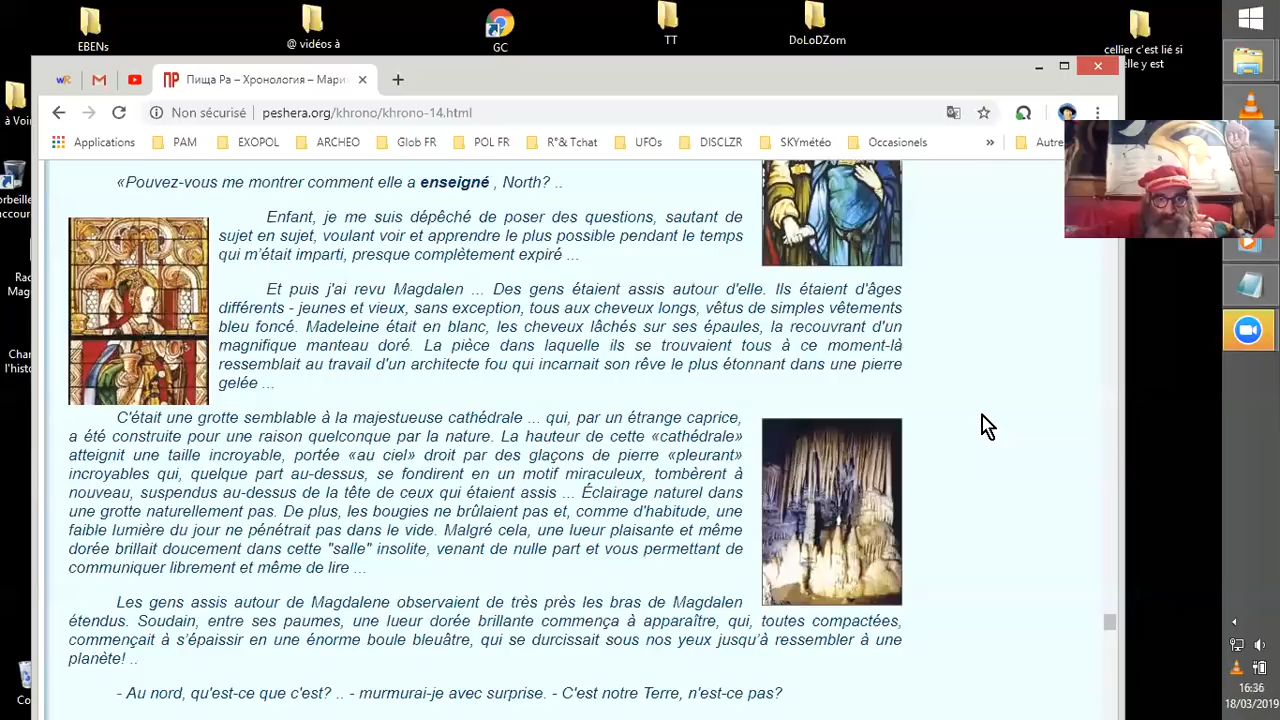 EBENs
@ vidéos à
GC
TT
DoLoDZom
cellier c'est lié si
elle y est
Пища Ра – Хронология – Мари
Non sécurisé
peshera.org/khrono/khrono-14.html
Applications
PAM
EXOPOL
ARCHEO
Glob FR
POL FR
R°& Tchat
UFOs
DISCLZR
SKYmétéo
Occasionels
»
Autre
à Voir
orbeille
accour
Rac
Mag
Char
l'histo
Co
«Pouvez-vous me montrer comment elle a enseigné , North? ..
Enfant, je me suis dépêché de poser des questions, sautant de
sujet en sujet, voulant voir et apprendre le plus possible pendant le temps
qui m'était imparti, presque complètement expiré ...
Et puis j'ai revu Magdalen ... Des gens étaient assis autour d'elle. Ils étaient d'âges
différents - jeunes et vieux, sans exception, tous aux cheveux longs, vêtus de simples vêtements
bleu foncé. Madeleine était en blanc, les cheveux lâchés sur ses épaules, la recouvrant d'un
magnifique manteau doré. La pièce dans laquelle ils se trouvaient tous à ce moment-là
ressemblait au travail d'un architecte fou qui incarnait son rêve le plus étonnant dans une pierre
gelée ...
C'était une grotte semblable à la majestueuse cathédrale ... qui, par un étrange caprice,
a été construite pour une raison quelconque par la nature. La hauteur de cette «cathédrale»
atteignit une taille incroyable, portée «au ciel» droit par des glaçons de pierre «pleurant»
incroyables qui, quelque part au-dessus, se fondirent en un motif miraculeux, tombèrent à
nouveau, suspendus au-dessus de la tête de ceux qui étaient assis ... Éclairage naturel dans
une grotte naturellement pas. De plus, les bougies ne brûlaient pas et, comme d'habitude, une
faible lumière du jour ne pénétrait pas dans le vide. Malgré cela, une lueur plaisante et même
dorée brillait doucement dans cette "salle" insolite, venant de nulle part et vous permettant de
communiquer librement et même de lire ...
Les gens assis autour de Magdalene observaient de très près les bras de Magdalen
étendus. Soudain, entre ses paumes, une lueur dorée brillante commença à apparaître, qui, toutes compactées,
commençait à s'épaissir en une énorme boule bleuâtre, qui se durcissait sous nos yeux jusqu'à ressembler à une
planète! ..
- Au nord, qu'est-ce que c'est? .. - murmurai-je avec surprise. - C'est notre Terre, n'est-ce pas?
16:36
18/03/2019